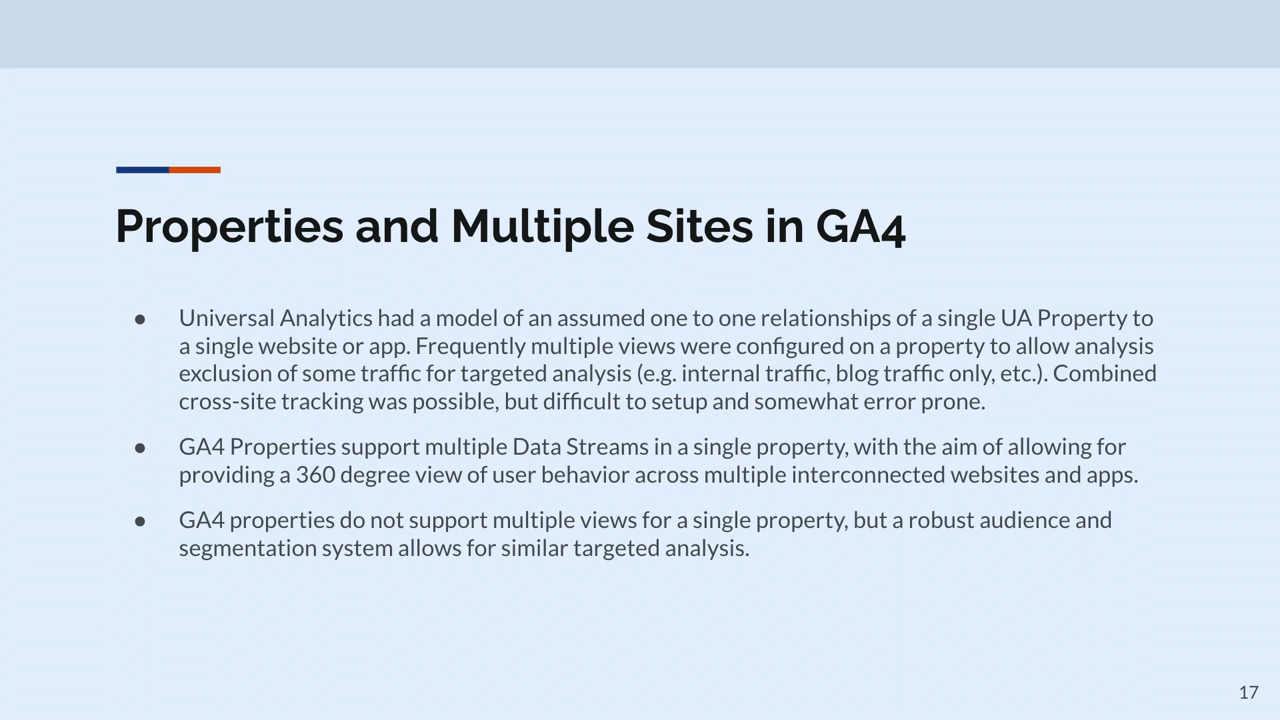 Properties and Multiple Sites in GA4
● Universal Analytics had a model of an assumed one to one relationships of a single UA Property to
a single website or app. Frequently multiple views were configured on a property to allow analysis
exclusion of some traffic for targeted analysis (e.g. internal traffic, blog traffic only, etc.). Combined
cross-site tracking was possible, but difficult to setup and somewhat error prone.
● GA4 Properties support multiple Data Streams in a single property, with the aim of allowing for
providing a 360 degree view of user behavior across multiple interconnected websites and apps.
● GA4 properties do not support multiple views for a single property, but a robust audience and
segmentation system allows for similar targeted analysis.
17